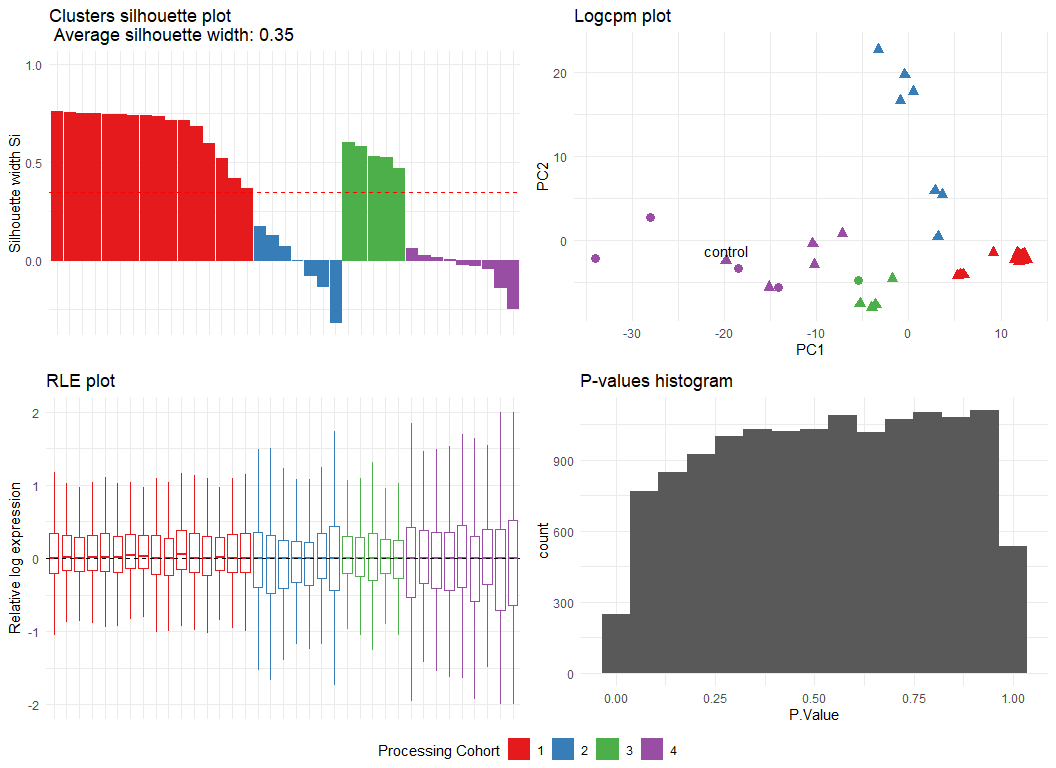 Clusters silhouette plot
Average silhouette width: 0.35
Silhouette width Si
1.0
0.5
0.0
Logcpm plot
PC2
20
10
0
control
-30
-20
-10
0
10
PC1
RLE plot
Relative log expression
2
1
0
-1
-2
P-values histogram
count
900
600
300
0
0.00
0.25
0.50
0.75
1.00
P.Value
Processing Cohort 1 2 3 4